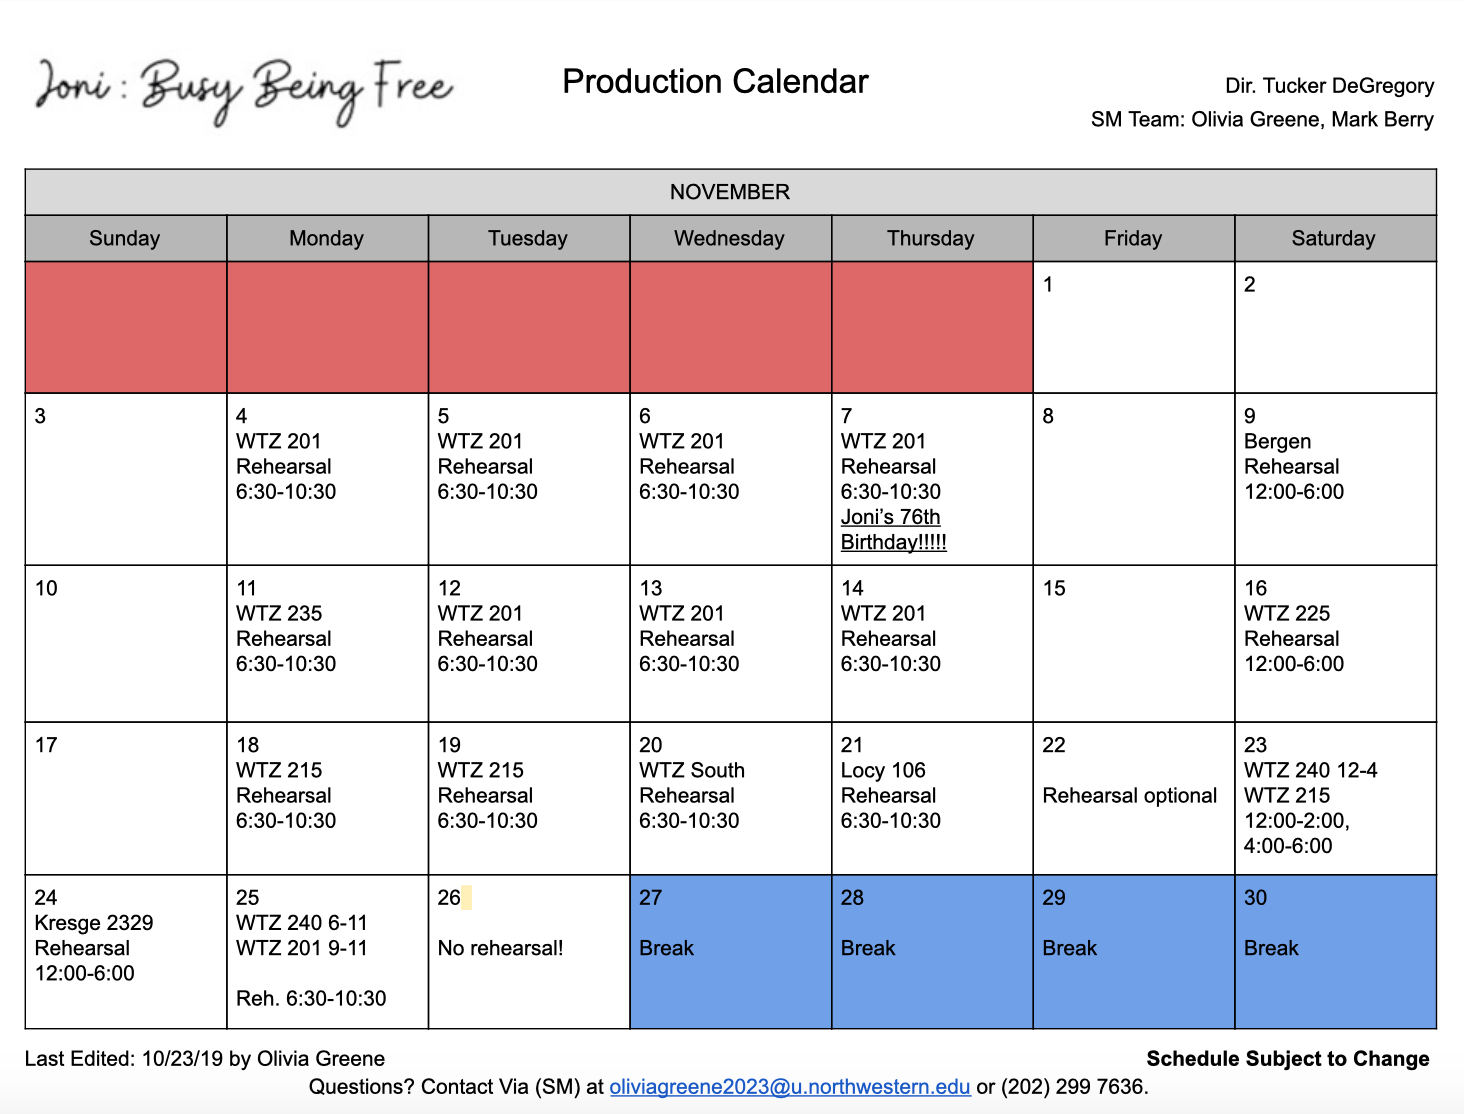 Joni : Busy Being Free
Production Calendar
Dir. Tucker DeGregory
SM Team: Olivia Greene, Mark Berry
NOVEMBER
Sunday Monday Tuesday Wednesday Thursday Friday Saturday
1
2
3
4
WTZ 201
Rehearsal
6:30-10:30
5
WTZ 201
Rehearsal
6:30-10:30
6
WTZ 201
Rehearsal
6:30-10:30
7
WTZ 201
Rehearsal
6:30-10:30
Joni's 76th
Birthday!!!!!
8
9
Bergen
Rehearsal
12:00-6:00
10
11
WTZ 235
Rehearsal
6:30-10:30
12
WTZ 201
Rehearsal
6:30-10:30
13
WTZ 201
Rehearsal
6:30-10:30
14
WTZ 201
Rehearsal
6:30-10:30
15
16
WTZ 225
Rehearsal
12:00-6:00
17
18
WTZ 215
Rehearsal
6:30-10:30
19
WTZ 215
Rehearsal
6:30-10:30
20
WTZ South
Rehearsal
6:30-10:30
21
Locy 106
Rehearsal
6:30-10:30
22
Rehearsal optional
23
WTZ 240 12-4
WTZ 215
12:00-2:00,
4:00-6:00
24
Kresge 2329
Rehearsal
12:00-6:00
25
WTZ 240 6-11
WTZ 201 9-11
Reh. 6:30-10:30
26
No rehearsal!
27
Break
28
Break
29
Break
30
Break
Last Edited: 10/23/19 by Olivia Greene
Schedule Subject to Change
Questions? Contact Via (SM) at oliviagreene2023@u.northwestern.edu or (202) 299 7636.